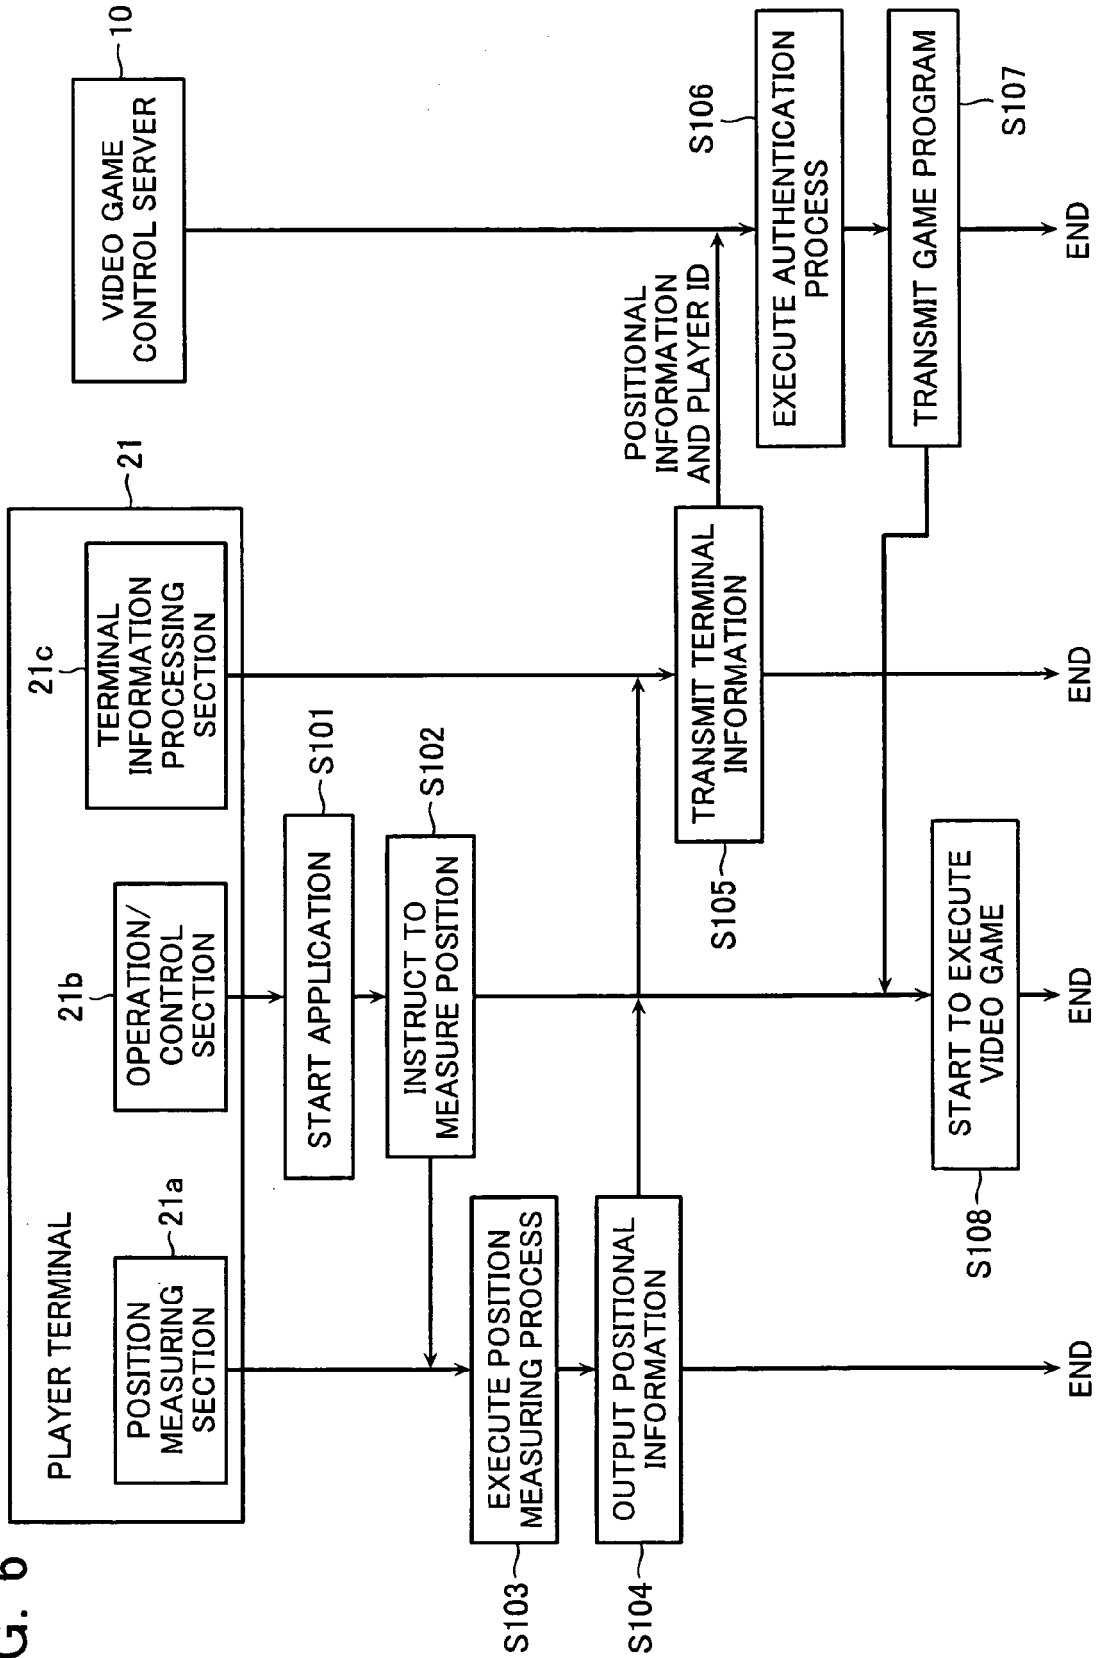 G. 6
PLAYER TERMINAL
21
POSITION
MEASURING
SECTION
21a
OPERATION/
CONTROL
SECTION
21b
TERMINAL
INFORMATION
PROCESSING
SECTION
21c
VIDEO GAME
CONTROL SERVER
10
START APPLICATION
S101
INSTRUCT TO
MEASURE POSITION
S102
EXECUTE POSITION
MEASURING PROCESS
S103
OUTPUT POSITIONAL
INFORMATION
S104
TRANSMIT TERMINAL
INFORMATION
S105
POSITIONAL
INFORMATION
AND PLAYER ID
EXECUTE AUTHENTICATION
PROCESS
S106
TRANSMIT GAME PROGRAM
S107
START TO EXECUTE
VIDEO GAME
S108
END
END
END
END